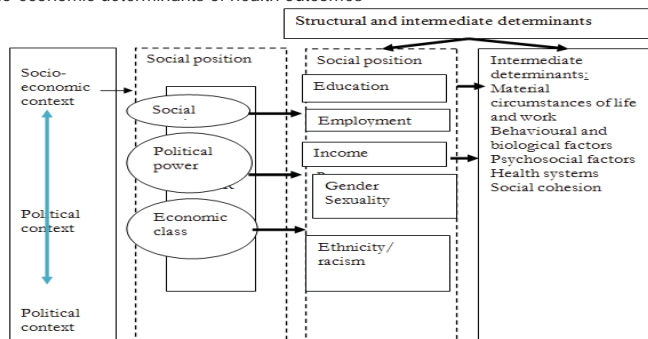 economic determinants of health outcomes
Structural and intermediate determinants
Socio-
economic
context
Political
context
Political
context
Social position
Social
Political
power
Economic
class
Social position
Education
Employment
Income
Gender
Sexuality
Ethnicity/
racism
Intermediate
determinants:
Material
circumstances of life
and work
Behavioural and
biological factors
Psychosocial factors
Health systems
Social cohesion